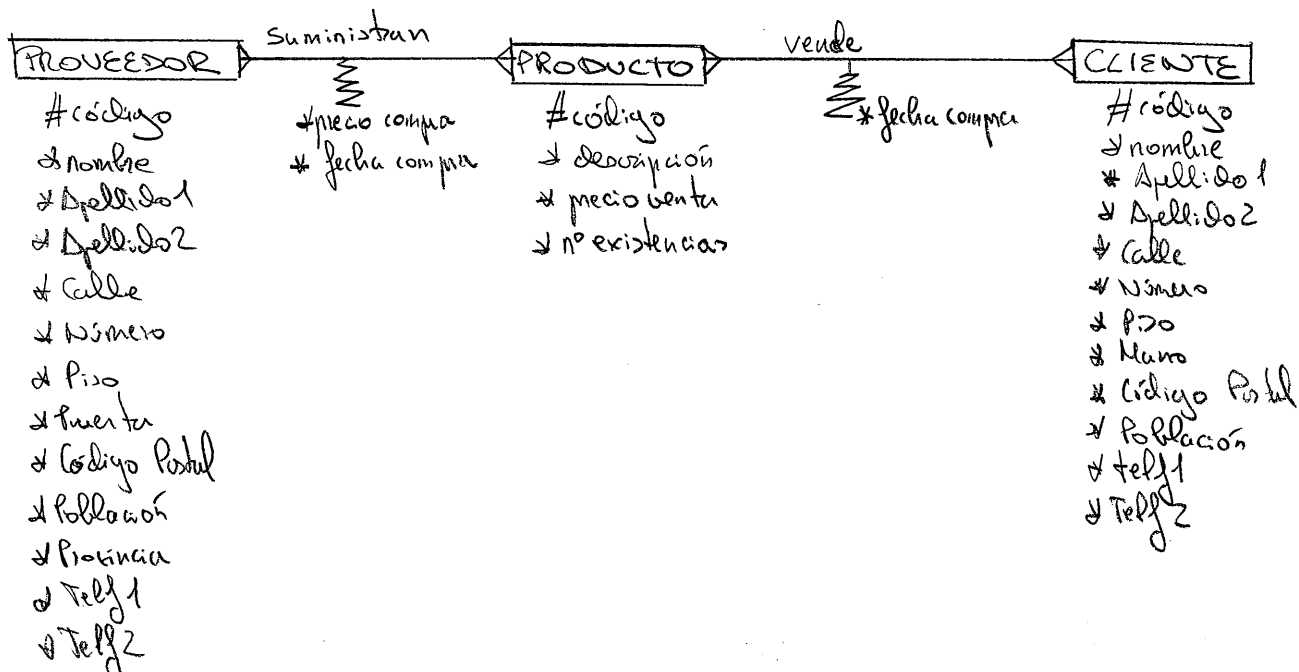 Suministran
vende
PROVEEDOR
PRODUCTO
CLIENTE
#código
* nombre
* Apellido1
* Apellido2
* Calle
* Número
* Piso
* Puerta
* Código Postal
* Población
* Provincia
* Telf1
* Telf2
* precio compra
* fecha compra
#código
* descripción
* precio venta
* nº existencias
* fecha compra
#código
* nombre
* Apellido1
* Apellido2
* Calle
* Número
* Piso
* Mano
* Código Postal
* Población
* telf1
* Telf2